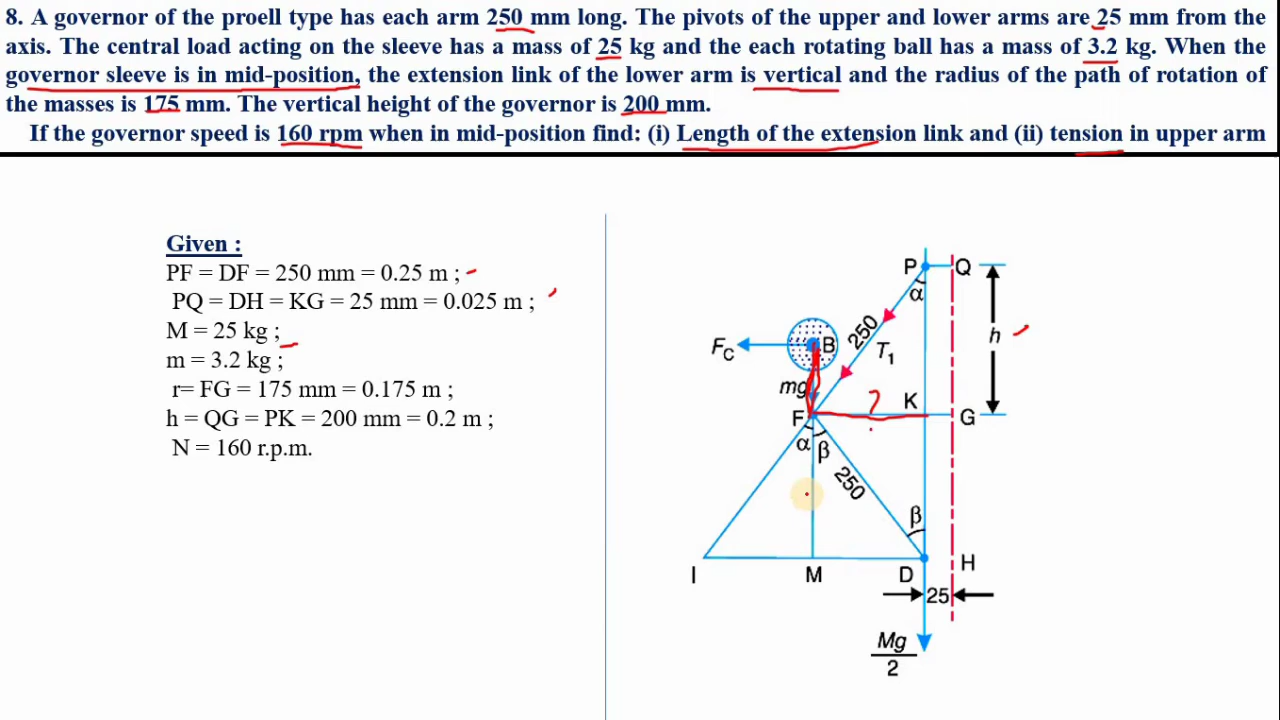 8. A governor of the proell type has each arm 250 mm long. The pivots of the upper and lower arms are 25 mm from the
axis. The central load acting on the sleeve has a mass of 25 kg and the each rotating ball has a mass of 3.2 kg. When the
governor sleeve is in mid-position, the extension link of the lower arm is vertical and the radius of the path of rotation of
the masses is 175 mm. The vertical height of the governor is 200 mm.
If the governor speed is 160 rpm when in mid-position find: (i) Length of the extension link and (ii) tension in upper arm
Given :
PF = DF = 250 mm = 0.25 m ;
PQ = DH = KG = 25 mm = 0.025 m ;
M = 25 kg ;
m = 3.2 kg ;
r= FG = 175 mm = 0.175 m ;
h = QG = PK = 200 mm = 0.2 m ;
N = 160 r.p.m.
P Q
α
250
FC B T1 h
mg
? K
F G
α β
250
β
I M D H
25
Mg
2